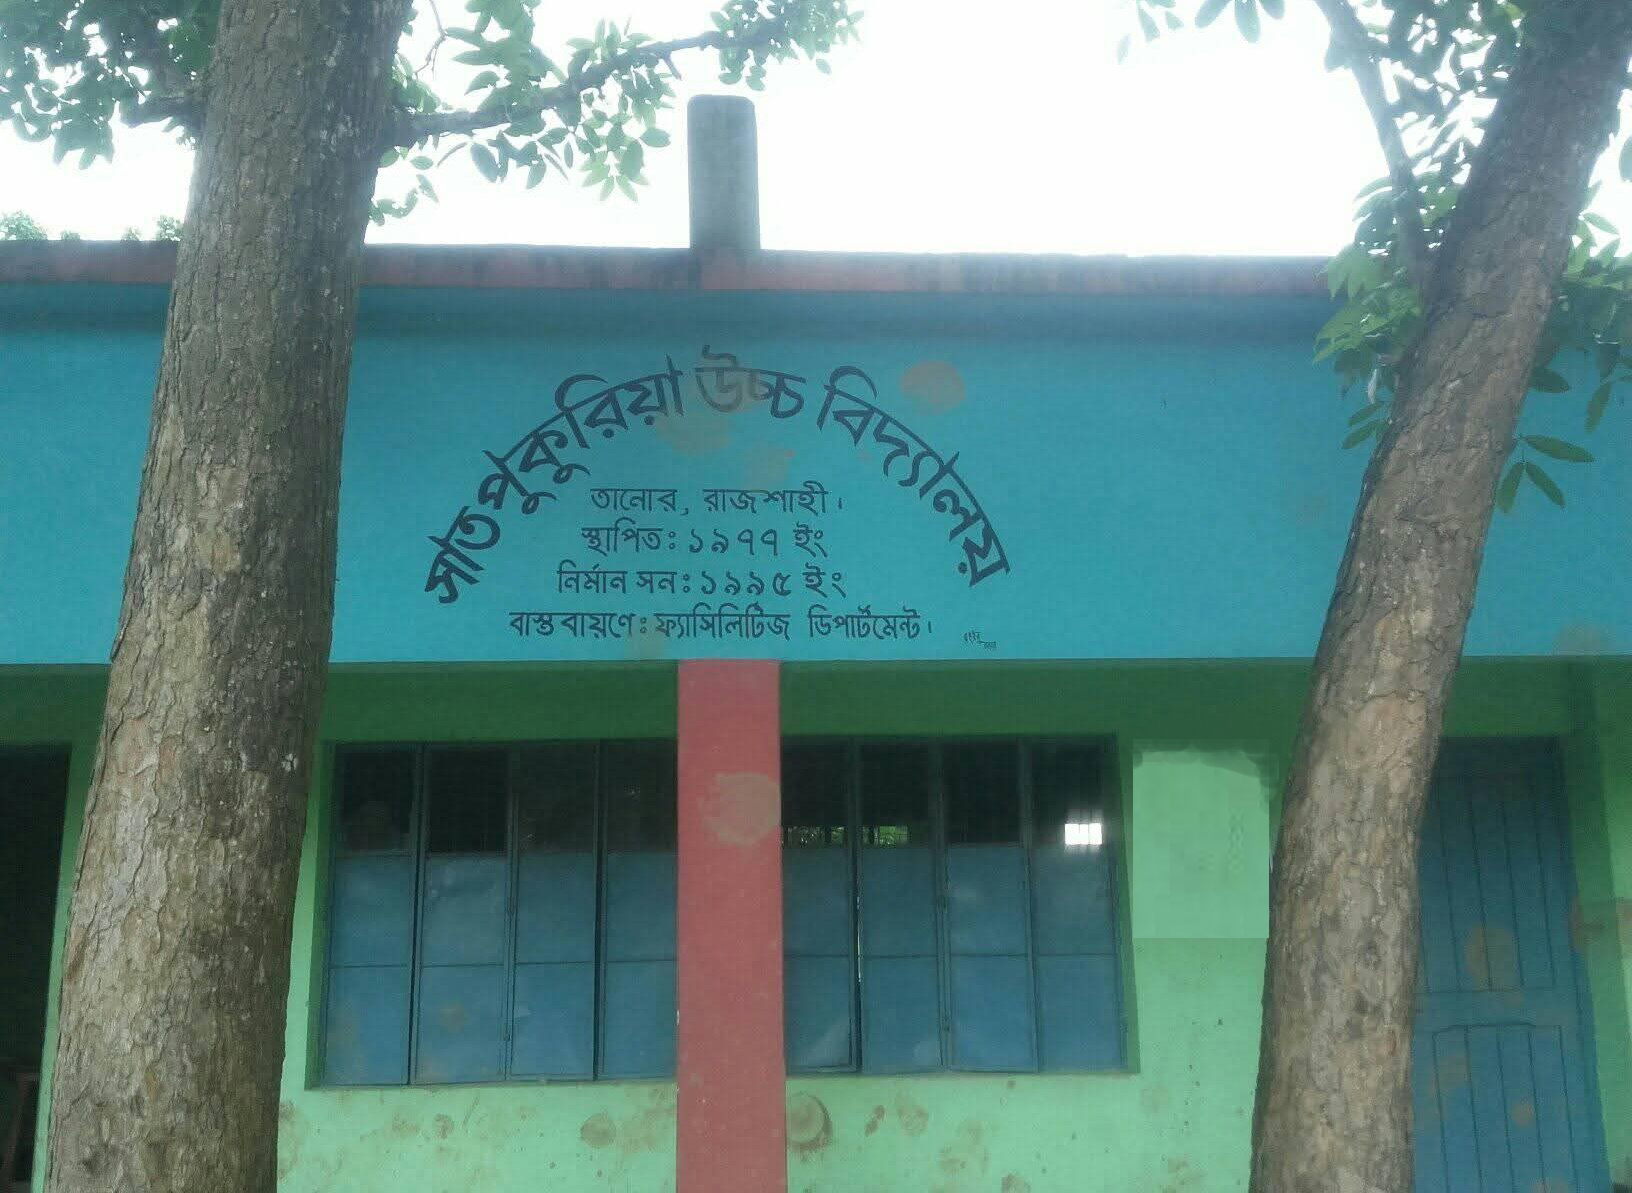 সাতপুকুরিয়া উচ্চ বিদ্যালয়
তানোর, রাজশাহী।
স্থাপিত: ১৯৭৭ ইং
নির্মান সন: ১৯৯৫ ইং
বাস্তবায়ণে: ফ্যাসিলিটিজ ডিপার্টমেন্ট।